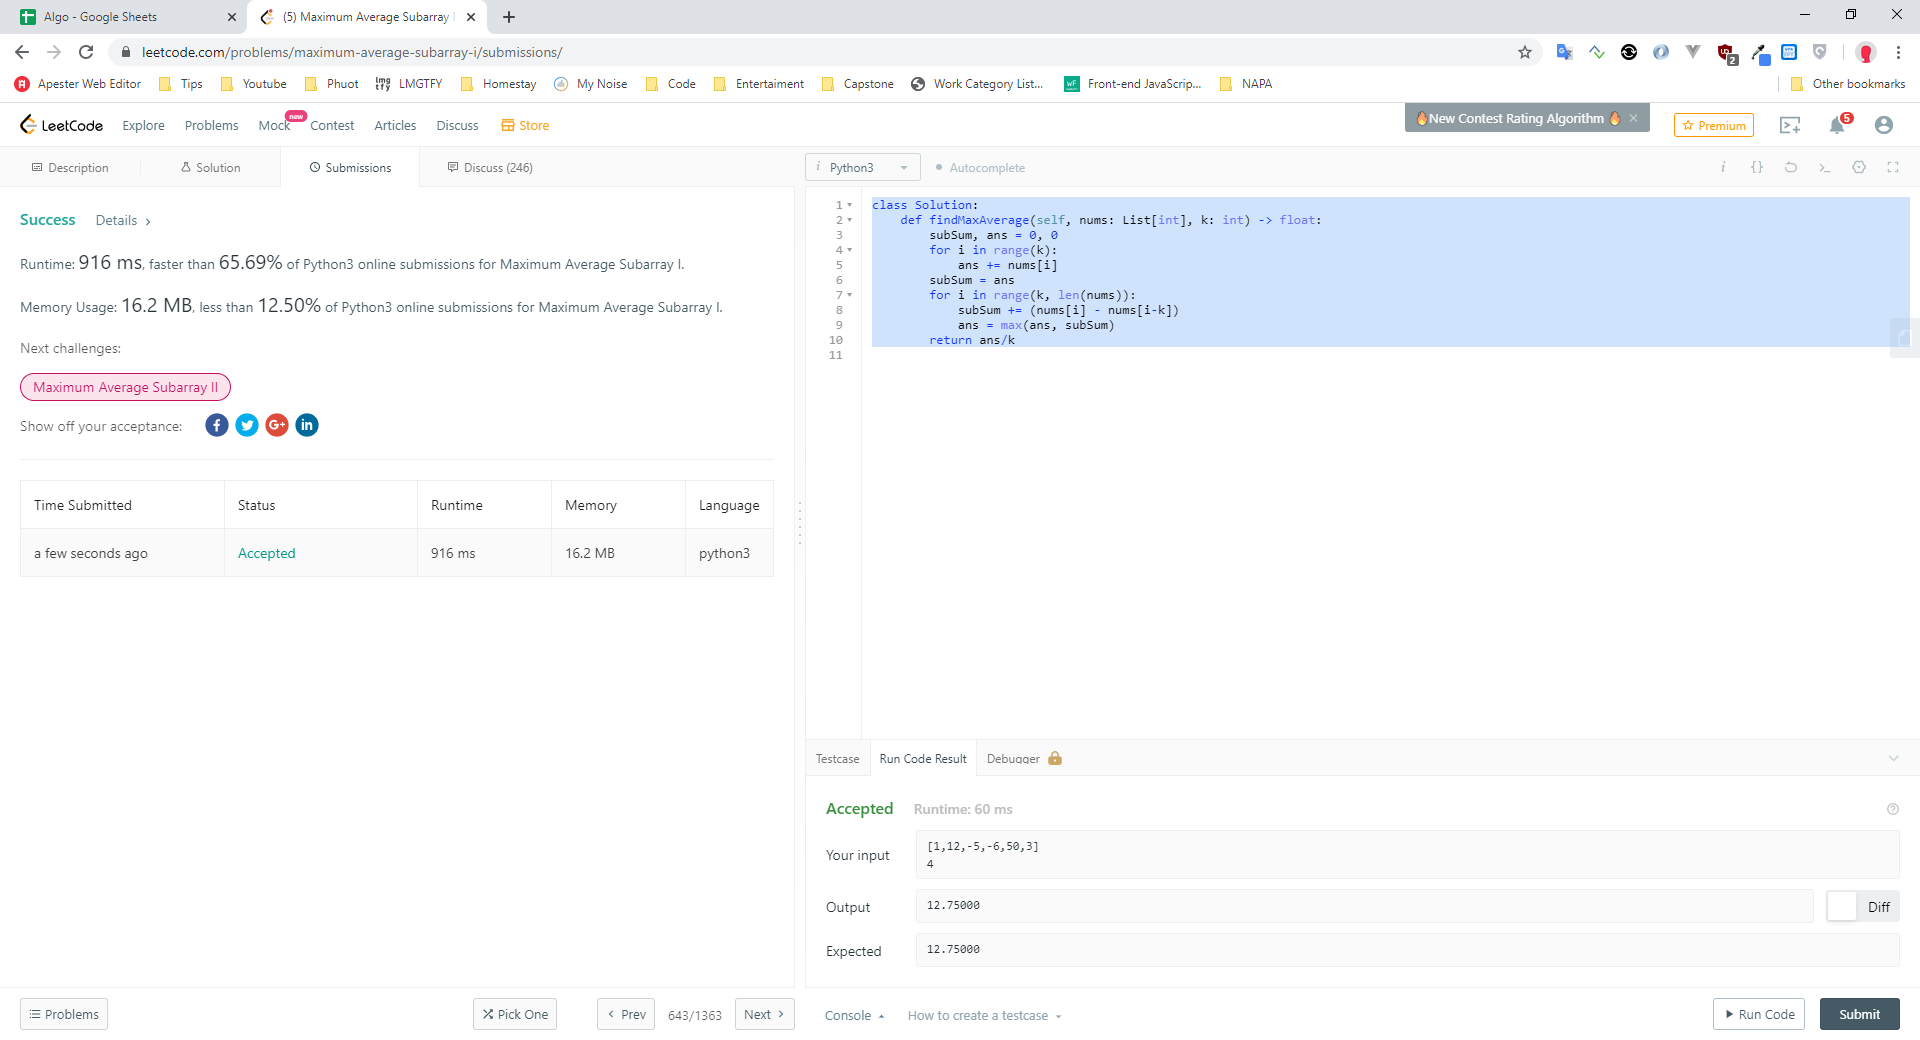 Algo - Google Sheets
(5) Maximum Average Subarray
leetcode.com/problems/maximum-average-subarray-i/submissions/
2
Apester Web Editor
Tips
Youtube
Phuot
LMGTFY
Homestay
My Noise
Code
Entertaiment
Capstone
Work Category List...
Front-end JavaScrip...
NAPA
Other bookmarks
LeetCode
Explore
Problems
Mock
new
Contest
Articles
Discuss
Store
New Contest Rating Algorithm
Premium
5
Description
Solution
Submissions
Discuss (246)
i Python3
Autocomplete
Success
Details
Runtime: 916 ms, faster than 65.69% of Python3 online submissions for Maximum Average Subarray I.
Memory Usage: 16.2 MB, less than 12.50% of Python3 online submissions for Maximum Average Subarray I.
Next challenges:
Maximum Average Subarray II
Show off your acceptance:
Time Submitted
Status
Runtime
Memory
Language
a few seconds ago
Accepted
916 ms
16.2 MB
python3
1 class Solution:
2 def findMaxAverage(self, nums: List[int], k: int) -> float:
3 subSum, ans = 0, 0
4 for i in range(k):
5 ans += nums[i]
6 subSum = ans
7 for i in range(k, len(nums)):
8 subSum += (nums[i] - nums[i-k])
9 ans = max(ans, subSum)
10 return ans/k
11
Testcase
Run Code Result
Debugger
Accepted
Runtime: 60 ms
Your input
[1,12,-5,-6,50,3]
4
Output
12.75000
Diff
Expected
12.75000
Problems
Pick One
Prev
643/1363
Next
Console
How to create a testcase
Run Code
Submit